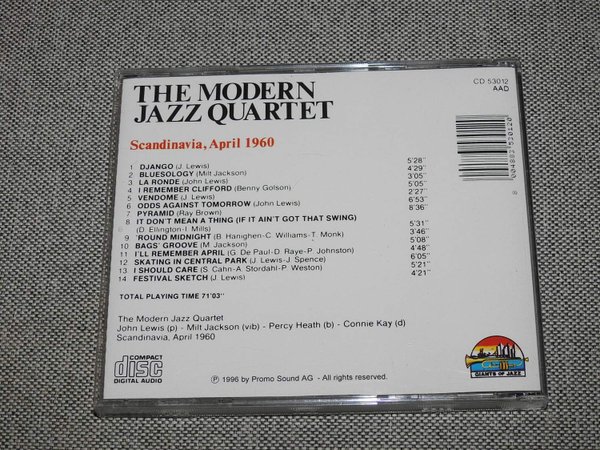 THE MODERN
JAZZ QUARTET
CD 53012
AAD
Scandinavia, April 1960
1 DJANGO (J. Lewis) 5'28"
2 BLUESOLOGY (Milt Jackson) 4'29"
3 LA RONDE (John Lewis) 3'05"
4 I REMEMBER CLIFFORD (Benny Golson) 5'05"
5 VENDOME (J. Lewis) 2'27"
6 ODDS AGAINST TOMORROW (John Lewis) 6'53"
7 PYRAMID (Ray Brown) 8'36"
8 IT DON'T MEAN A THING (IF IT AIN'T GOT THAT SWING)
(D. Ellington-I. Mills) 5'31"
9 'ROUND MIDNIGHT (B. Hanighen-C. Williams-T. Monk) 3'46"
10 BAGS' GROOVE (M. Jackson) 5'08"
11 I'LL REMEMBER APRIL (G. De Paul-D. Raye-P. Johnston) 4'48"
12 SKATING IN CENTRAL PARK (J. Lewis-J. Spence) 6'05"
13 I SHOULD CARE (S. Cahn-A. Stordahl-P. Weston) 5'21"
14 FESTIVAL SKETCH (J. Lewis) 3'57"
TOTAL PLAYING TIME 71'03"
The Modern Jazz Quartet
John Lewis (p) - Milt Jackson (vib) - Percy Heath (b) - Connie Kay (d)
Scandinavia, April 1960
COMPACT
disc
DIGITAL AUDIO
℗ 1996 by Promo Sound AG - All rights reserved.
GIANTS OF JAZZ
8 004883 530120